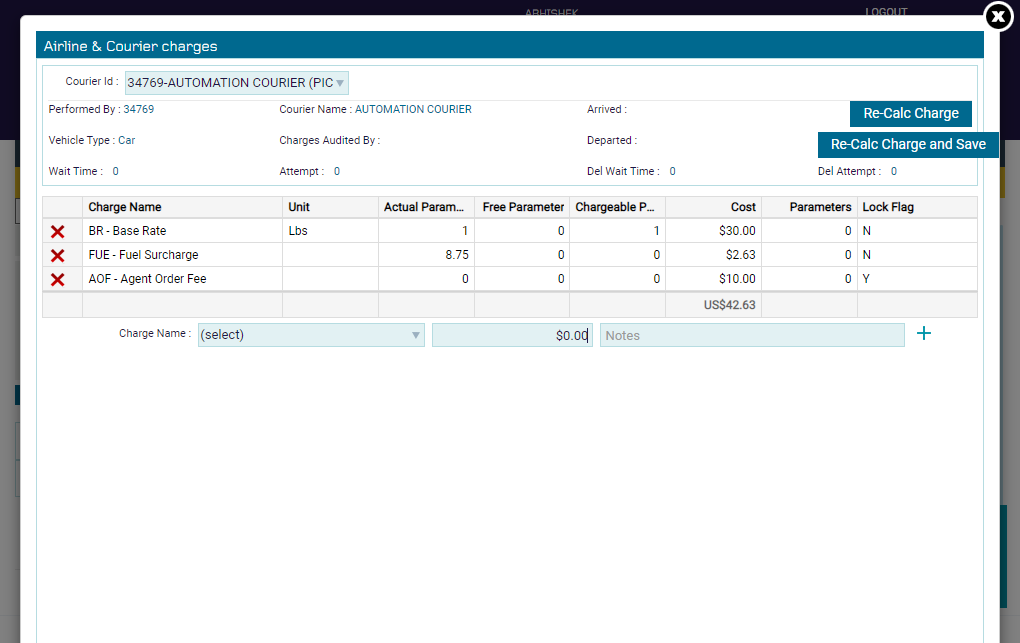 ABHISHEK LOGOUT
X
Airline & Courier charges
Courier Id : 34769-AUTOMATION COURIER (PIC
Performed By : 34769 Courier Name : AUTOMATION COURIER Arrived : Re-Calc Charge
Vehicle Type : Car Charges Audited By : Departed : Re-Calc Charge and Save
Wait Time : 0 Attempt : 0 Del Wait Time : 0 Del Attempt : 0
Charge Name Unit Actual Param... Free Parameter Chargeable P... Cost Parameters Lock Flag
BR - Base Rate Lbs 1 0 1 $30.00 0 N
FUE - Fuel Surcharge 8.75 0 0 $2.63 0 N
AOF - Agent Order Fee 0 0 0 $10.00 0 Y
US$42.63
Charge Name : (select) $0.00 Notes +